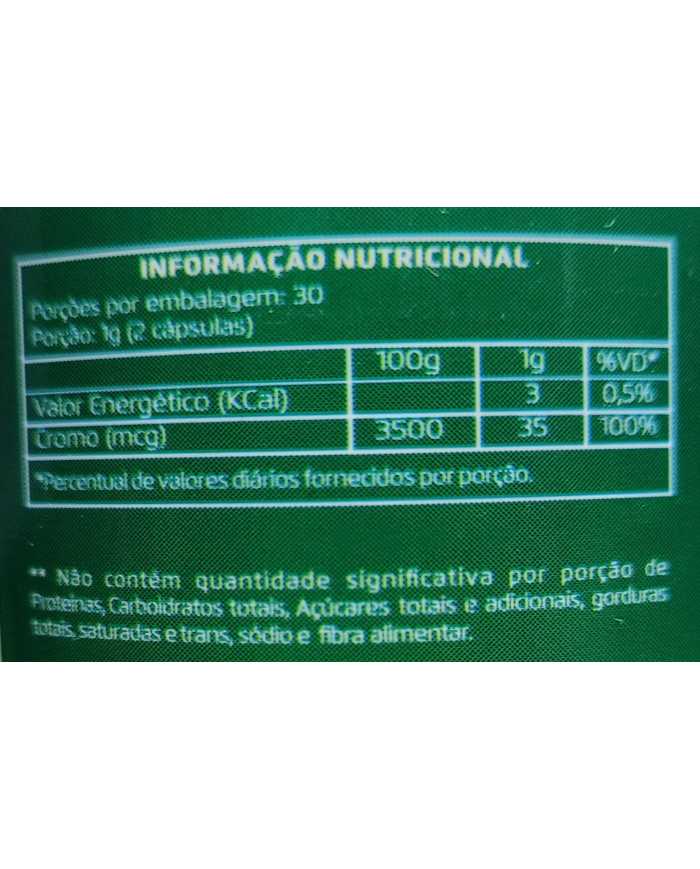 INFORMAÇÃO NUTRICIONAL
Porções por embalagem: 30
Porção: 1g (2 cápsulas)
100g 1g %VD*
Valor Energético (KCal) 3 0,5%
Cromo (mcg) 3500 35 100%
*Percentual de valores diários fornecidos por porção.
** Não contém quantidade significativa por porção de
Proteínas, Carboidratos totais, Açúcares totais e adicionais, gorduras
totais, saturadas e trans, sódio e fibra alimentar.